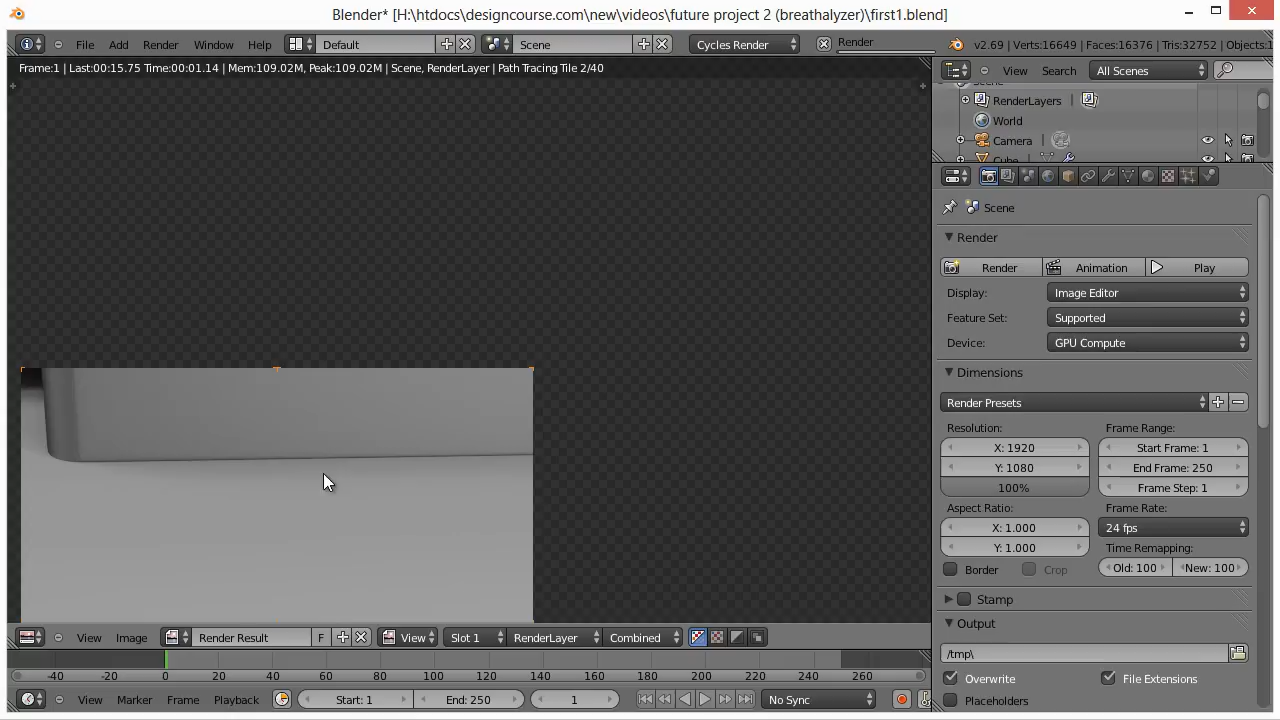 Blender* [H:\htdocs\designcourse.com\new\videos\future project 2 (breathalyzer)\first1.blend]
File Add Render Window Help Default Scene Cycles Render Render v2.69 | Verts:16649 | Faces:16376 | Tris:32752 | Objects:1
Frame:1 | Last:00:15.75 Time:00:01.14 | Mem:109.02M, Peak:109.02M | Scene, RenderLayer | Path Tracing Tile 2/40
View Search All Scenes
RenderLayers
World
Camera
Cube
Scene
Render
Render Animation Play
Display: Image Editor
Feature Set: Supported
Device: GPU Compute
Dimensions
Render Presets
Resolution: Frame Range:
X: 1920 Start Frame: 1
Y: 1080 End Frame: 250
100% Frame Step: 1
Aspect Ratio: Frame Rate:
X: 1.000 24 fps
Y: 1.000 Time Remapping:
Border Crop Old: 100 New: 100
Stamp
Output
/tmp\
Overwrite File Extensions
Placeholders
View Image Render Result F View Slot 1 RenderLayer Combined
-40 -20 0 20 40 60 80 100 120 140 160 180 200 220 240 260
View Marker Frame Playback Start: 1 End: 250 1 No Sync